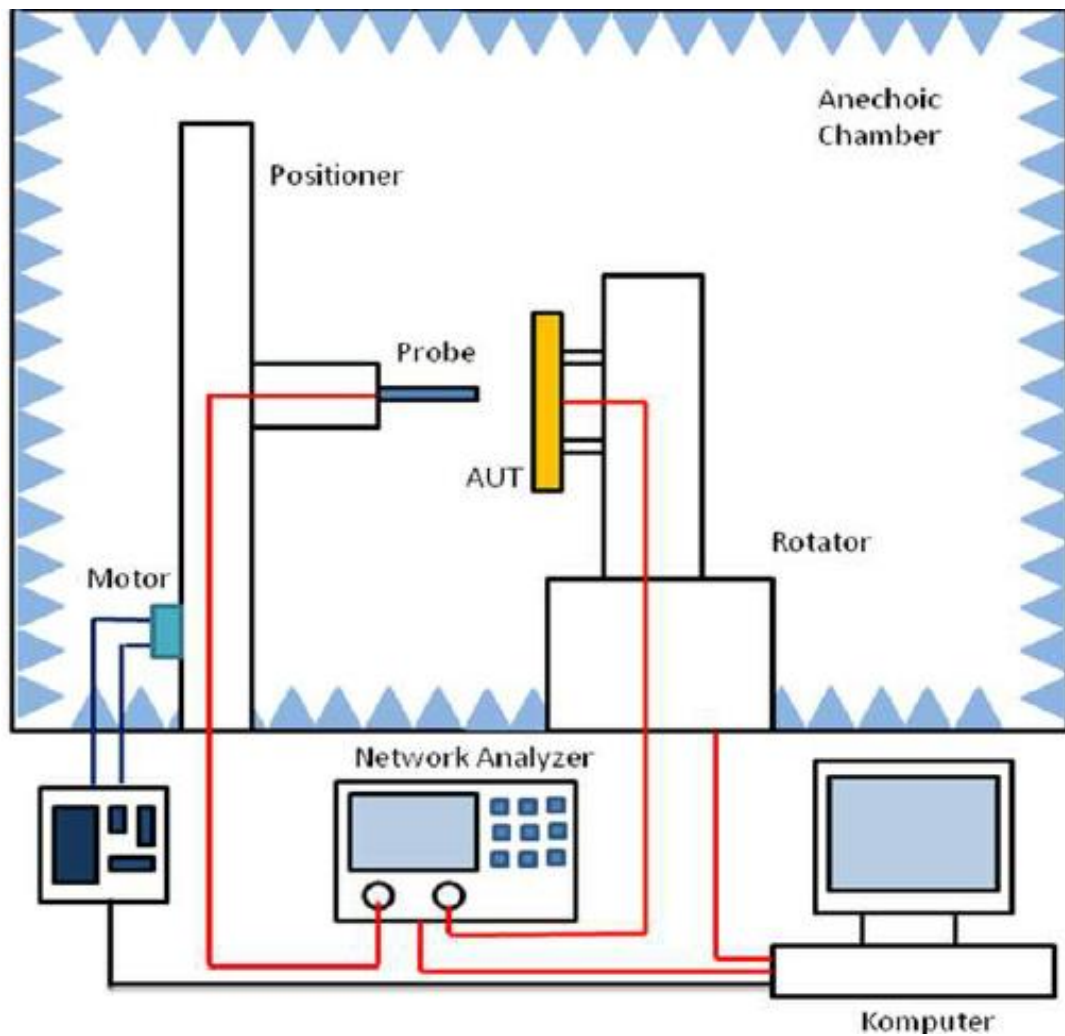 Anechoic
Chamber
Positioner
Probe
AUT
Rotator
Motor
Network Analyzer
Komputer